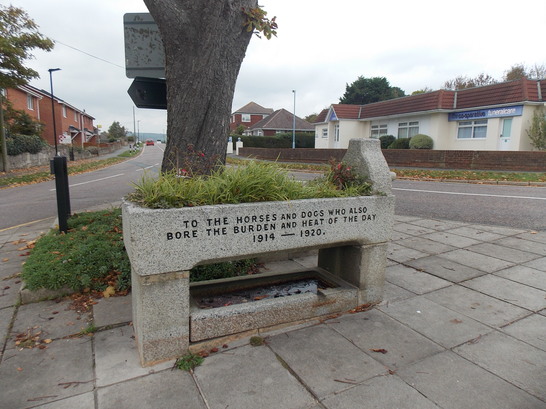 TO THE HORSES AND DOGS WHO ALSO
BORE THE BURDEN AND HEAT OF THE DAY
1914 — 1920.